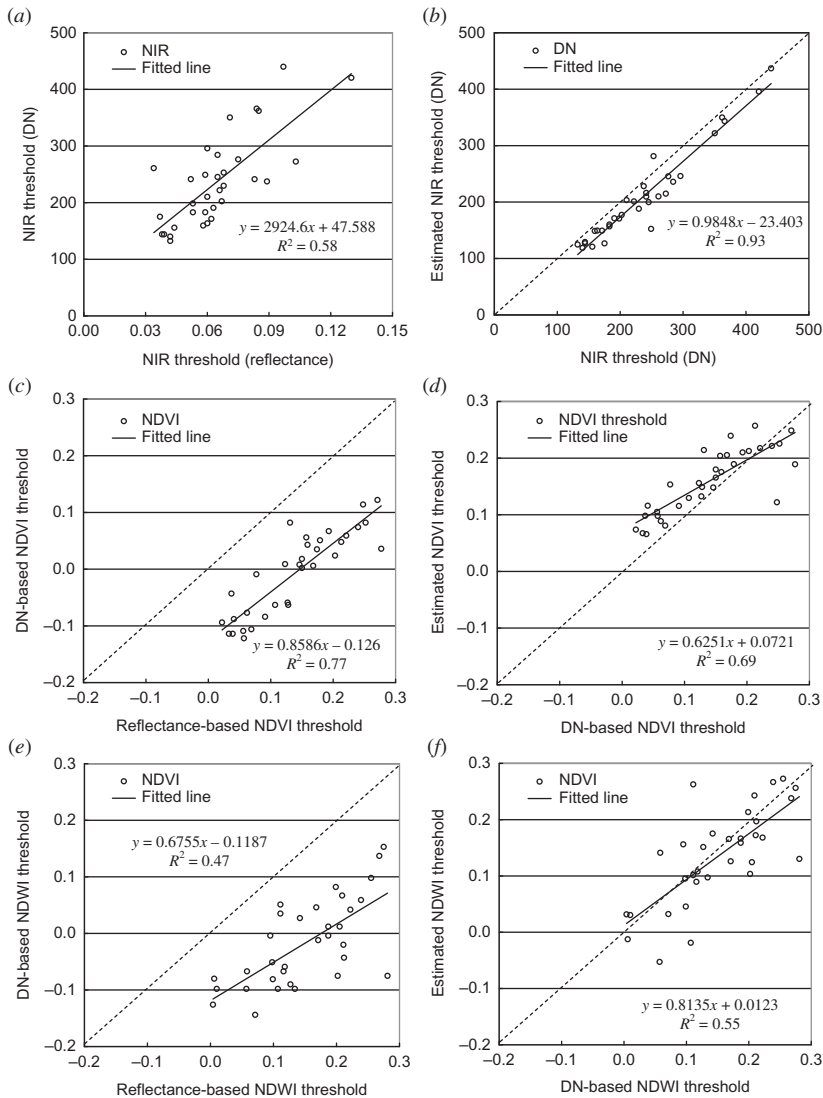 (a)
500
400
300
200
100
0
NIR threshold (DN)
NIR
Fitted line
y = 2924.6x + 47.588
R² = 0.58
0.00 0.03 0.06 0.09 0.12 0.15
NIR threshold (reflectance)
(b)
500
400
300
200
100
0
Estimated NIR threshold (DN)
DN
Fitted line
y = 0.9848x – 23.403
R² = 0.93
0 100 200 300 400 500
NIR threshold (DN)
(c)
0.3
0.2
0.1
0.0
–0.1
–0.2
DN-based NDVI threshold
NDVI
Fitted line
y = 0.8586x – 0.126
R² = 0.77
–0.2 –0.1 0.0 0.1 0.2 0.3
Reflectance-based NDVI threshold
(d)
0.3
0.2
0.1
0.0
–0.1
–0.2
Estimated NDVI threshold
NDVI threshold
Fitted line
y = 0.6251x + 0.0721
R² = 0.69
–0.2 –0.1 0.0 0.1 0.2 0.3
DN-based NDVI threshold
(e)
0.3
0.2
0.1
0.0
–0.1
–0.2
DN-based NDWI threshold
NDVI
Fitted line
y = 0.6755x – 0.1187
R² = 0.47
–0.2 –0.1 0.0 0.1 0.2 0.3
Reflectance-based NDWI threshold
(f)
0.3
0.2
0.1
0.0
–0.1
–0.2
Estimated NDWI threshold
NDVI
Fitted line
y = 0.8135x + 0.0123
R² = 0.55
–0.2 –0.1 0.0 0.1 0.2 0.3
DN-based NDWI threshold